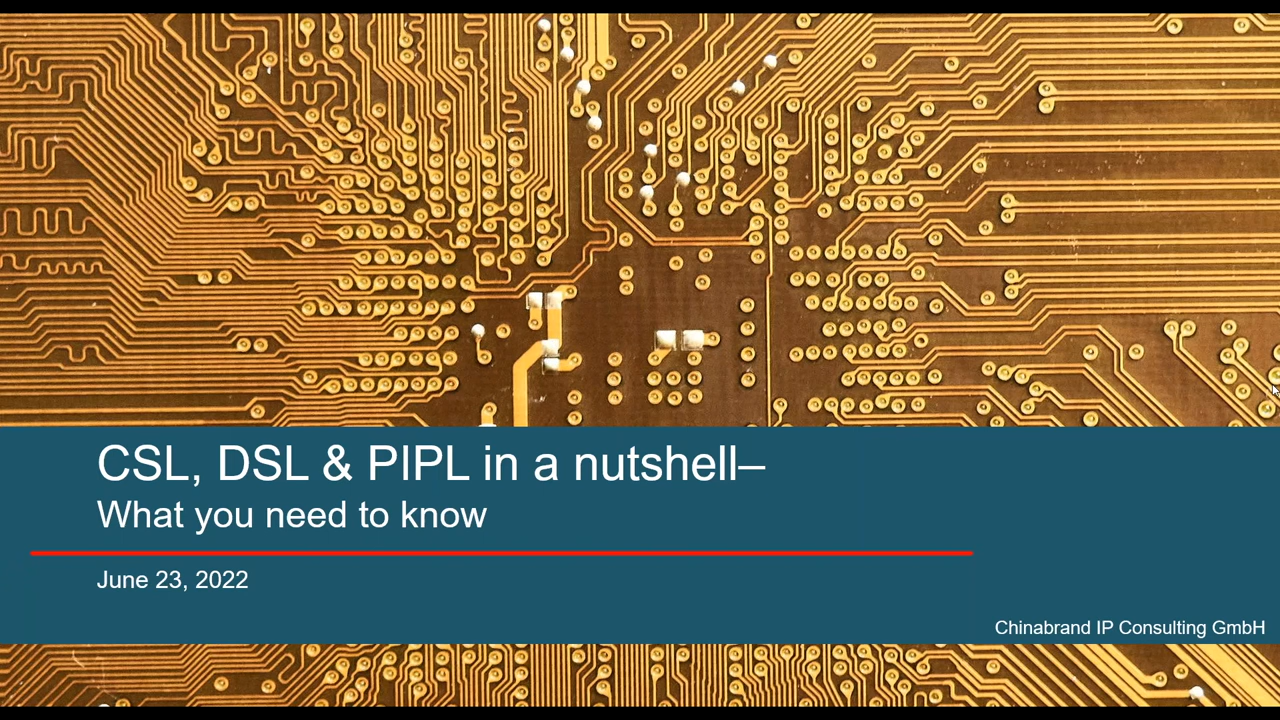 CSL, DSL & PIPL in a nutshell–
What you need to know
June 23, 2022
Chinabrand IP Consulting GmbH